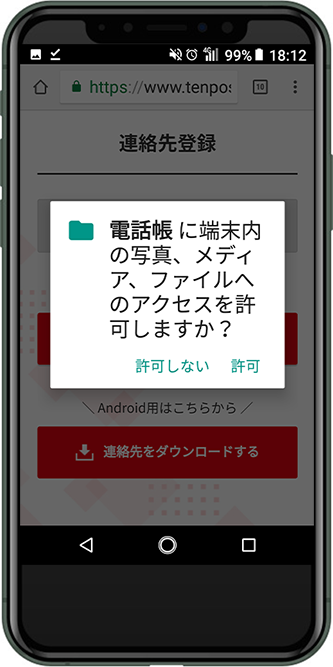 4G 99% 18:12
https://www.tenpos
10
連絡先登録
電話帳 に端末内
の写真、メディ
ア、ファイルへ
のアクセスを許
可しますか？
許可しない 許可
＼ Android用はこちらから ／
連絡先をダウンロードする